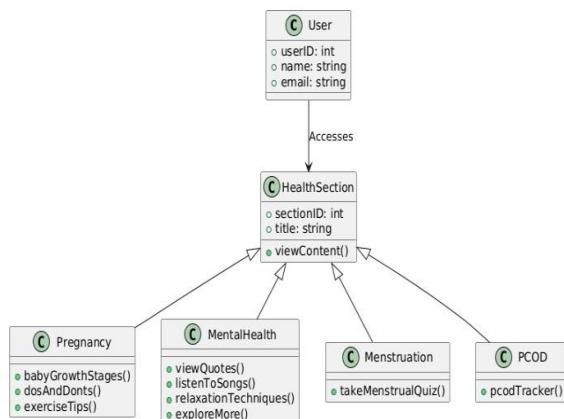 C User
userID: int
name: string
email: string
Accesses
C HealthSection
sectionID: int
title: string
viewContent()
C Pregnancy
babyGrowthStages()
dosAndDonts()
exerciseTips()
C MentalHealth
viewQuotes()
listenToSongs()
relaxationTechniques()
exploreMore()
C Menstruation
takeMenstrualQuiz()
C PCOD
pcodTracker()